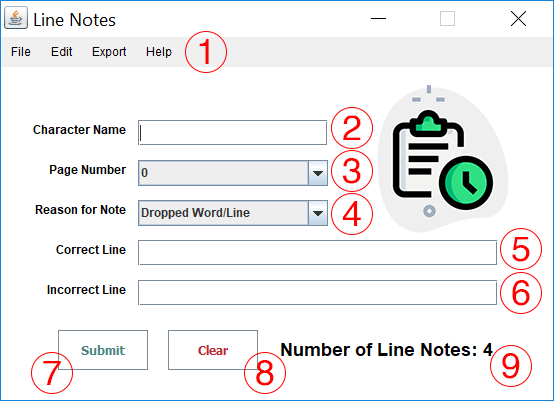 Line Notes
File Edit Export Help 1
Character Name 2
Page Number 0 3
Reason for Note Dropped Word/Line 4
Correct Line 5
Incorrect Line 6
Submit Clear Number of Line Notes: 4
7 8 9